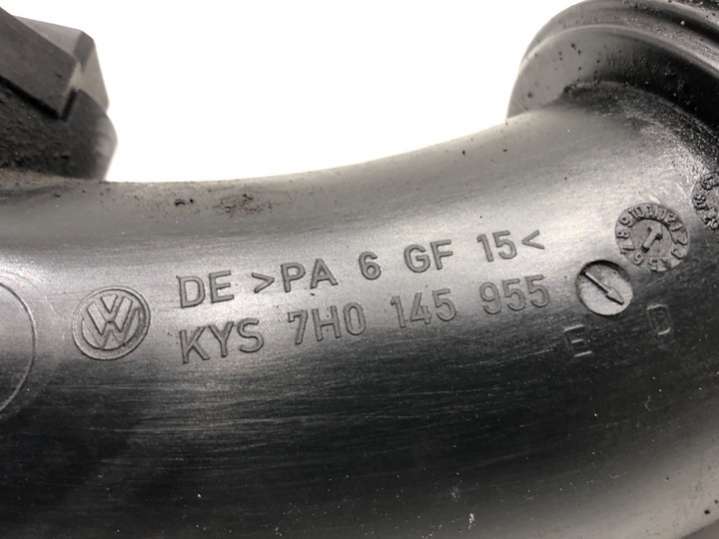 DE >PA 6 GF 15<
KYS 7H0 145 955
E D